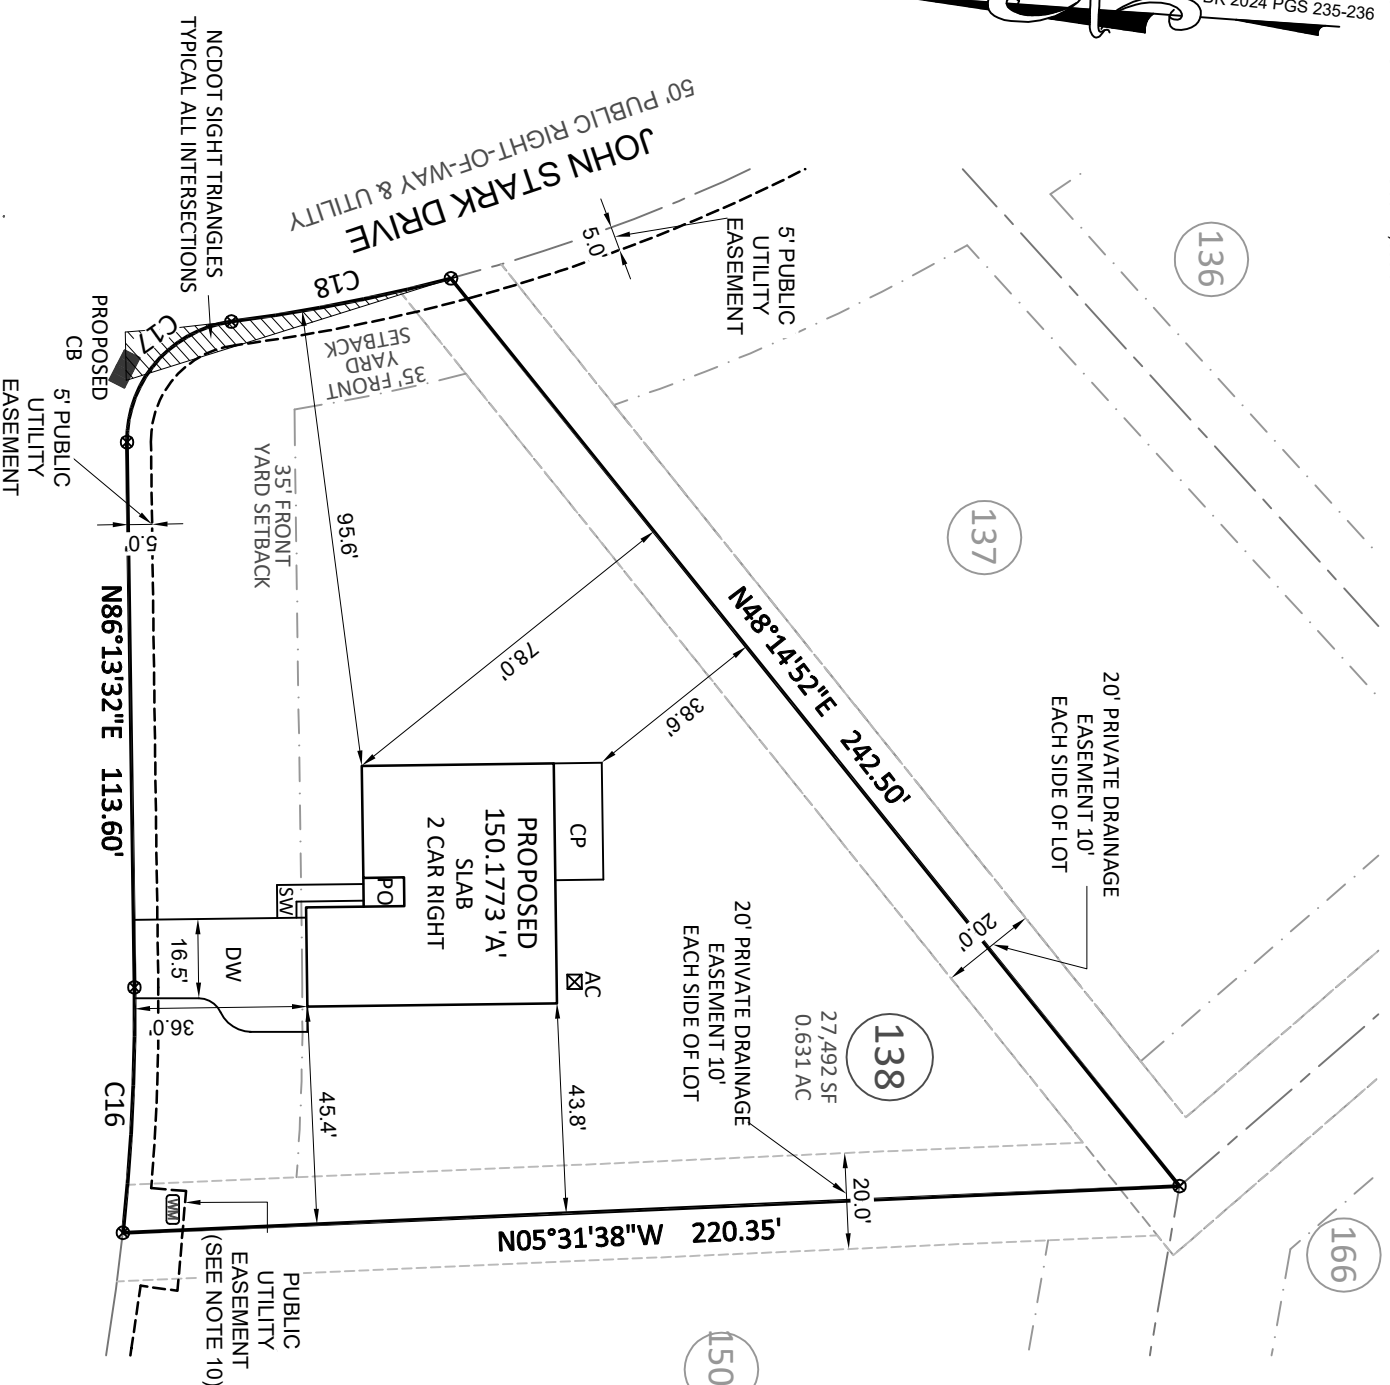 BK 2024 PGS 235-236
NCDOT SIGHT TRIANGLES
TYPICAL ALL INTERSECTIONS
50' PUBLIC RIGHT-OF-WAY & UTILITY
JOHN STARK DRIVE
5.0'
5' PUBLIC
UTILITY
EASEMENT
136
C18
C17
PROPOSED
CB
5' PUBLIC
UTILITY
EASEMENT
35' FRONT
YARD
SETBACK
35' FRONT
YARD SETBACK
95.6'
5.0'
137
N86°13'32"E 113.60'
78.0'
38.6'
N48°14'52"E 242.50'
20' PRIVATE DRAINAGE
EASEMENT 10'
EACH SIDE OF LOT
PROPOSED
150.1773 'A'
SLAB
2 CAR RIGHT
CP
PO
SW
DW
16.5'
36.0'
AC
20.0'
20' PRIVATE DRAINAGE
EASEMENT 10'
EACH SIDE OF LOT
138
27,492 SF
0.631 AC
C16
45.4'
43.8'
20.0'
WM
N05°31'38"W 220.35'
PUBLIC
UTILITY
EASEMENT
(SEE NOTE 10)
166
150